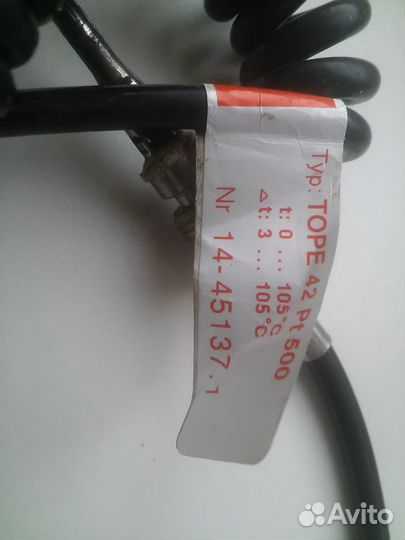 Typ: TOPE 42 Pt 500
t: 0 ... 105°C
Δt: 3 ... 105°C
Nr 14-45137.1
Avito